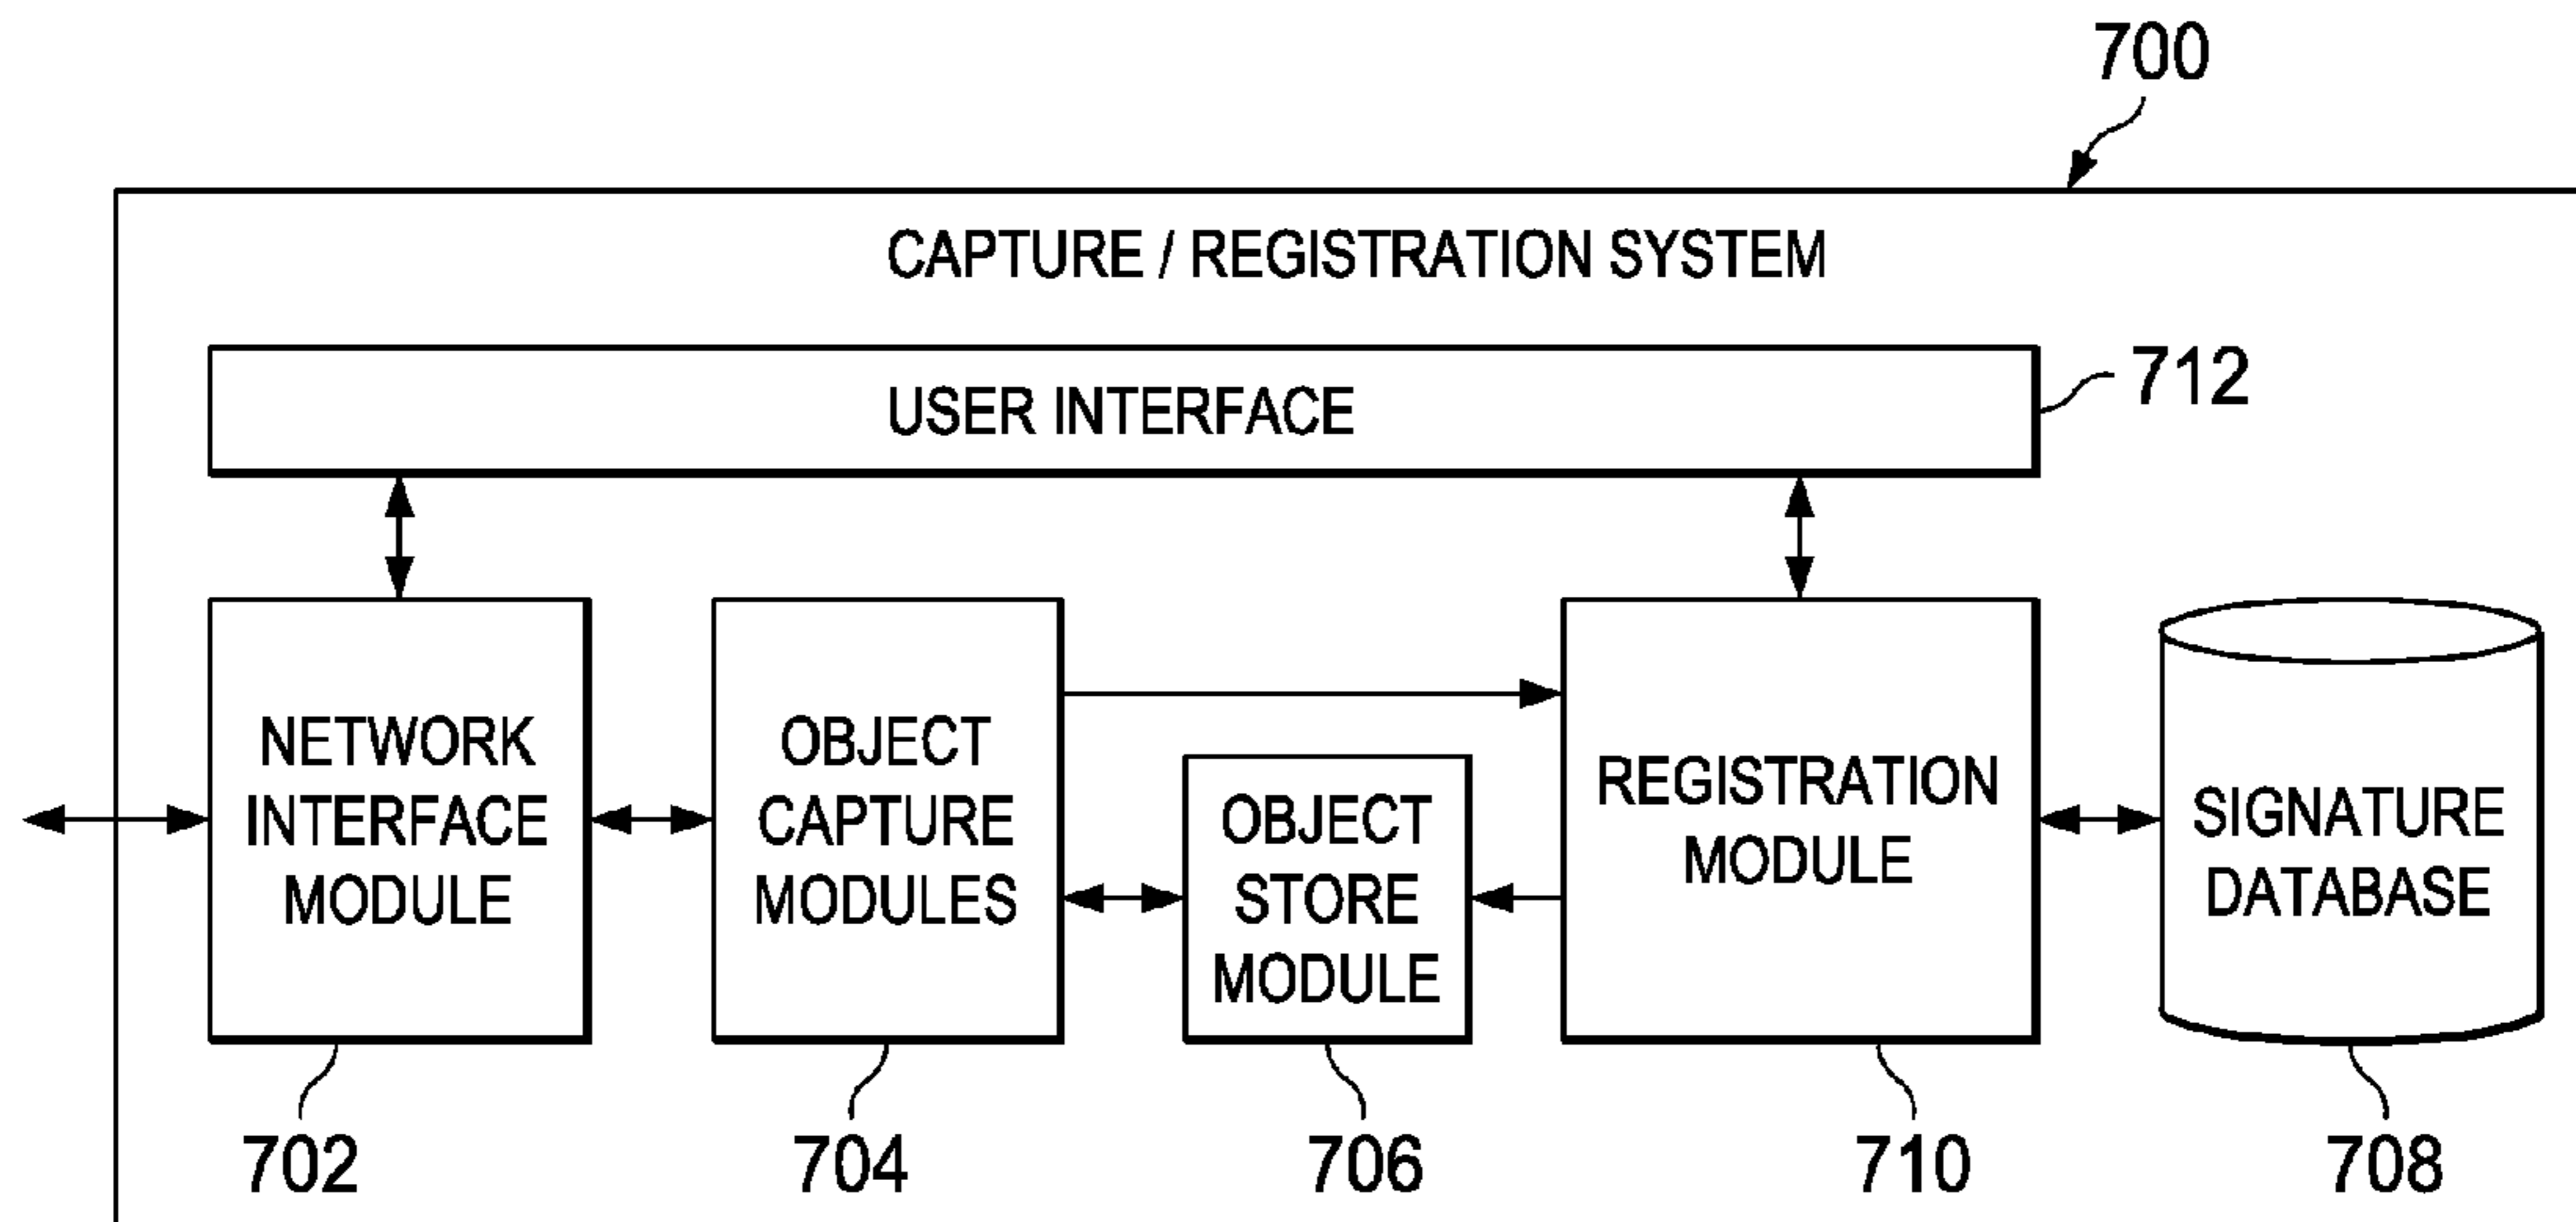 700
CAPTURE / REGISTRATION SYSTEM
USER INTERFACE
712
NETWORK
INTERFACE
MODULE
OBJECT
CAPTURE
MODULES
OBJECT
STORE
MODULE
REGISTRATION
MODULE
SIGNATURE
DATABASE
702
704
706
710
708